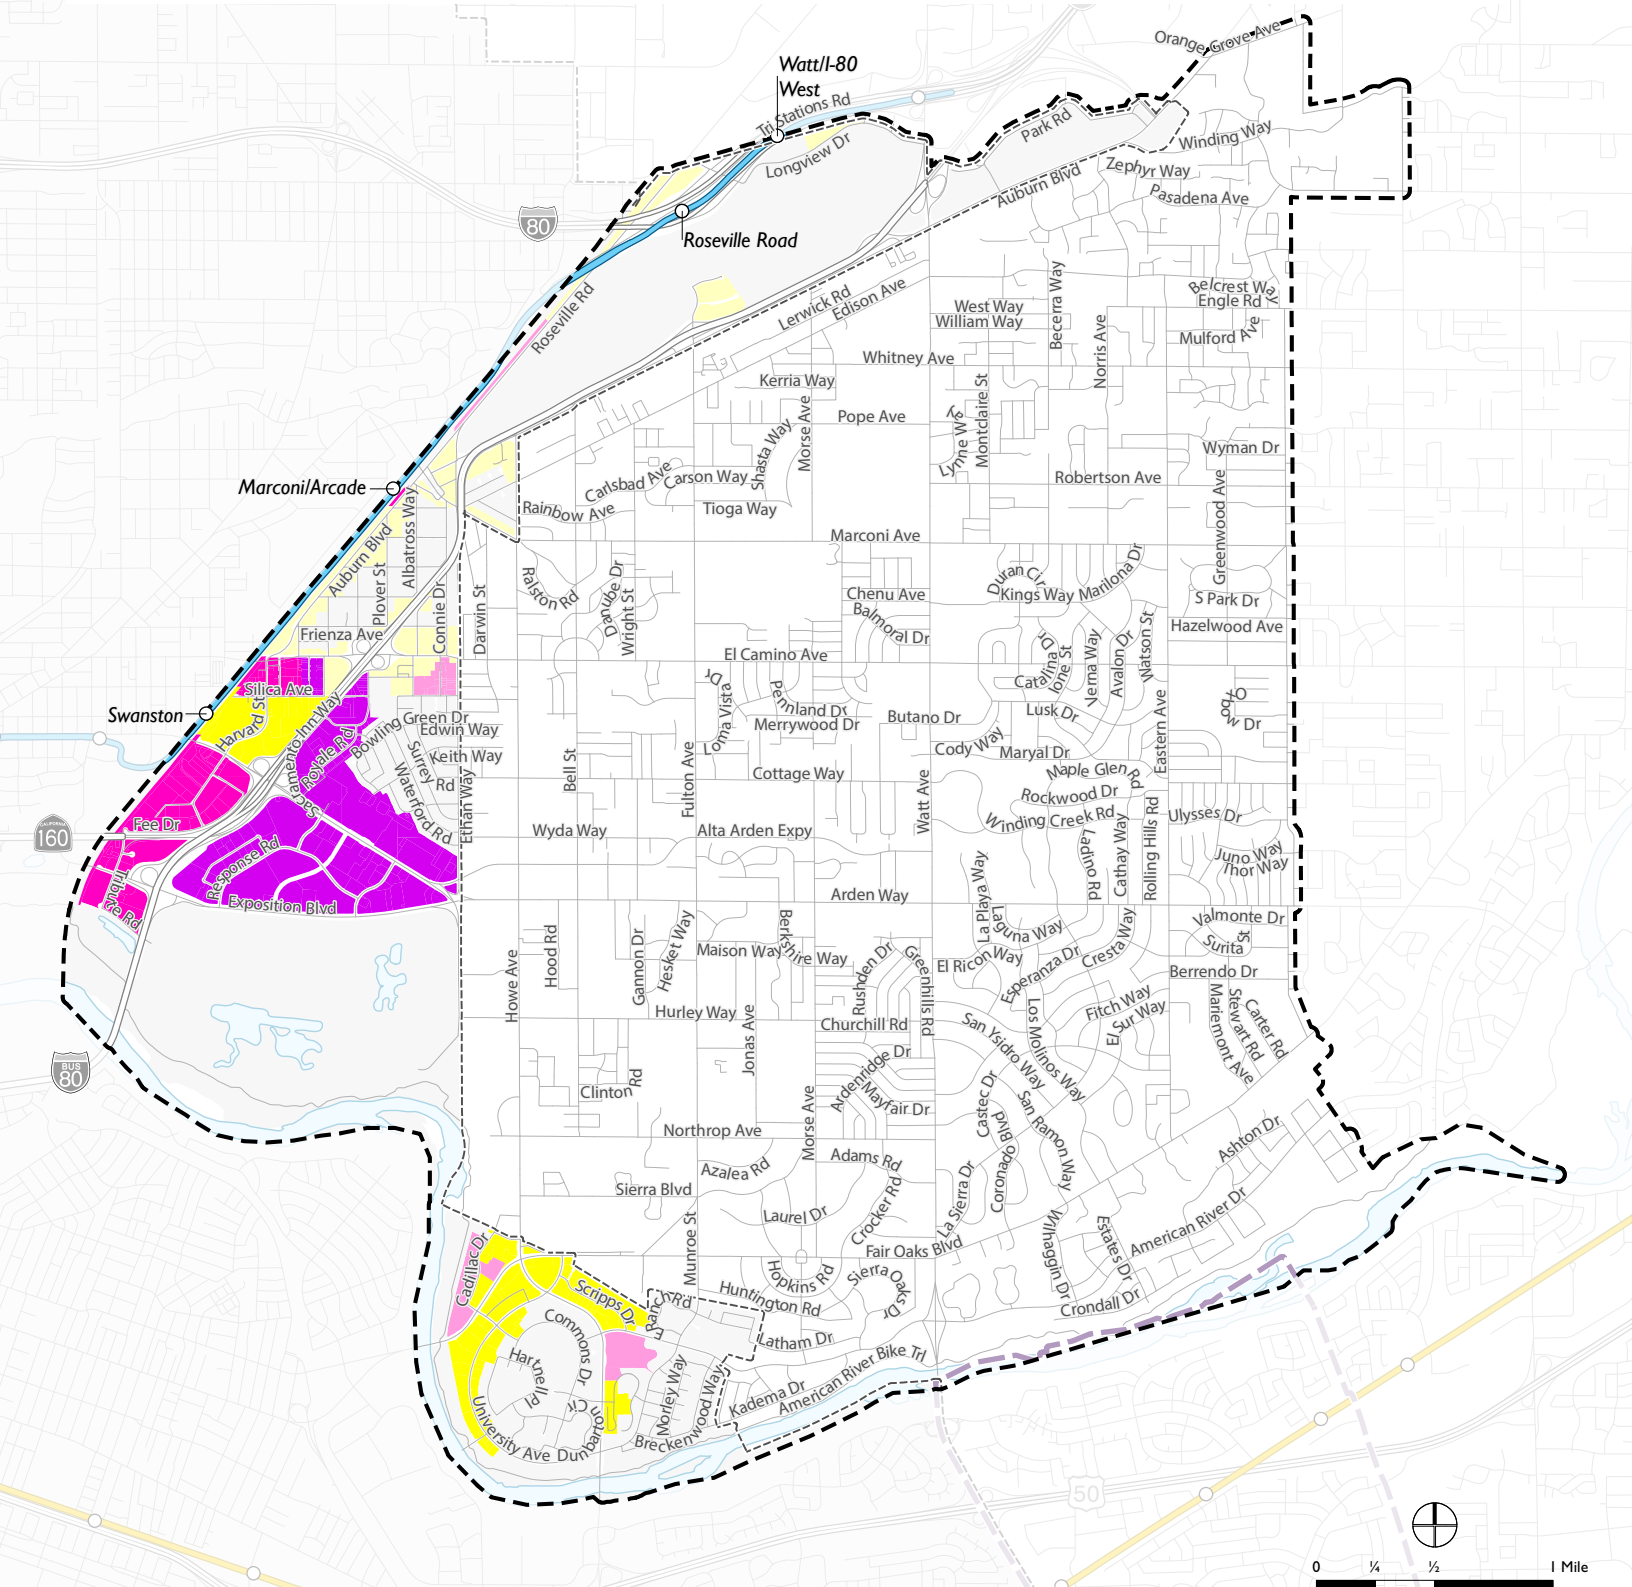 Orange Grove Ave
Watt/I-80
West
Tri Stations Rd
Longview Dr
Park Rd
Winding Way
Zephyr Way
Auburn Blvd
Pasadena Ave
80
Roseville Road
Roseville Rd
Lerwick Rd
Edison Ave
West Way
William Way
Becerra Way
Belcrest Way
Engle Rd
Mulford Ave
Norris Ave
Whitney Ave
Kerria Way
Morse Ave
Pope Ave
Lynne Way
Montclaire St
Shasta Way
Wyman Dr
Marconi/Arcade
Carlsbad Ave
Carson Way
Robertson Ave
Rainbow Ave
Tioga Way
Greenwood Ave
Marconi Ave
Auburn Blvd
Albatross Way
Plover St
Connie Dr
Darwin St
Ralston Rd
Danube Dr
Wright St
Chenu Ave
Balmoral Dr
Duran Cir
Kings Way
Marilona Dr
S Park Dr
Hazelwood Ave
Frienza Ave
El Camino Ave
Catalina Dr
Ione St
Verna Way
Avalon Dr
Watson St
Silica Ave
Swanston
Harvard St
Sacramento Inn Way
Royale Rd
Bowling Green Dr
Edwin Way
Keith Way
Surrey
Rd
Waterford Rd
Ethan Way
Loma Vista Dr
Pennland Dr
Merrywood Dr
Butano Dr
Lusk Dr
Oxbow Dr
Eastern Ave
Cody Way
Maryal Dr
Bell St
Fulton Ave
Cottage Way
Watt Ave
Maple Glen Rd
Rockwood Dr
Winding Creek Rd
Ulysses Dr
CALIFORNIA
160
Fee Dr
Wyda Way
Alta Arden Expy
Ladino Rd
Cathay Way
Rolling Hills Rd
Juno Way
Thor Way
Response Rd
Tribute Rd
Exposition Blvd
Arden Way
La Playa Way
Laguna Way
Valmonte Dr
Surita St
Howe Ave
Hood Rd
Gannon Dr
Hesket Way
Maison Way
Berkshire Way
Rushden Dr
Greenhills Rd
El Ricon Way
Esperanza Dr
Cresta Way
Berrendo Dr
Hurley Way
Jonas Ave
Churchill Rd
San Ysidro Way
Los Molinos Way
Fitch Way
El Sur Way
Mariemont Ave
Stewart Rd
Carter Rd
BUS
80
Clinton
Rd
Ardenridge Dr
Mayfair Dr
Castec Dr
San Ramon Way
Coronado Blvd
Northrop Ave
Morse Ave
Adams Rd
Ashton Dr
Azalea Rd
Sierra Blvd
Laurel Dr
Crocker Rd
La Sierra Dr
Wilhaggin Dr
Estates Dr
American River Dr
Munroe St
Fair Oaks Blvd
Cadillac Dr
Scripps Dr
E Ranch Rd
Huntington Rd
Hopkins Rd
Sierra Oaks Dr
Crondall Dr
Commons Dr
Hartnell Pl
Latham Dr
American River Bike Trl
Kadema Dr
Morley Way
Breckenwood Way
University Ave
Dunbarton Cir
50
0
¼
½
1 Mile